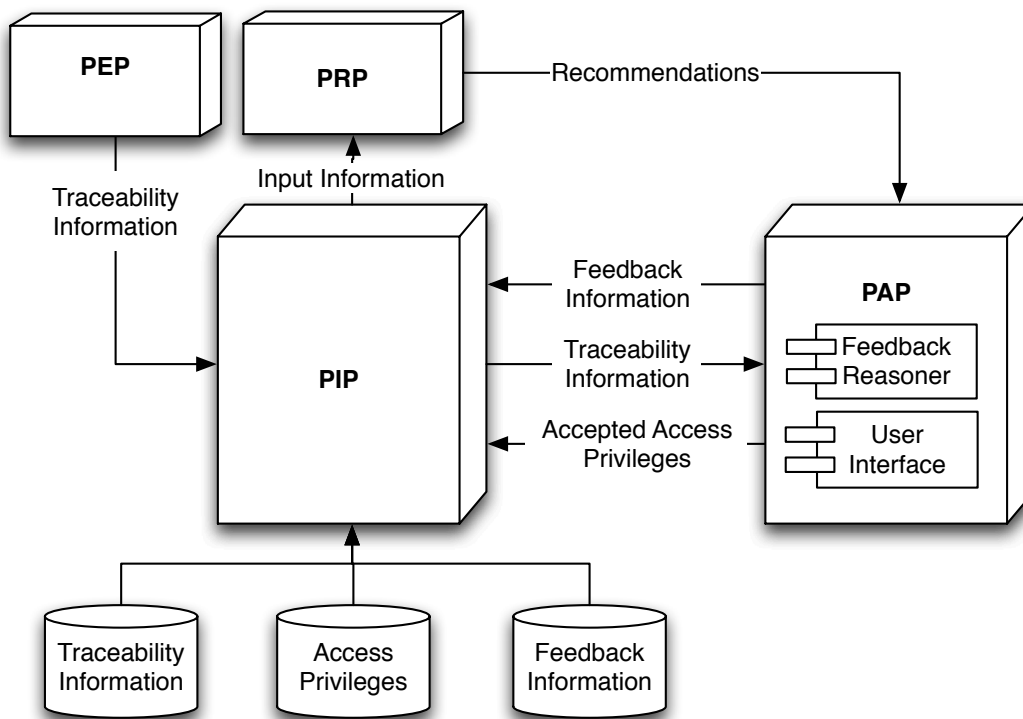 PEP
PRP
Recommendations
Input Information
Traceability
Information
Feedback
Information
PAP
PIP
Traceability
Information
Feedback
Reasoner
Accepted Access
Privileges
User
Interface
Traceability
Information
Access
Privileges
Feedback
Information